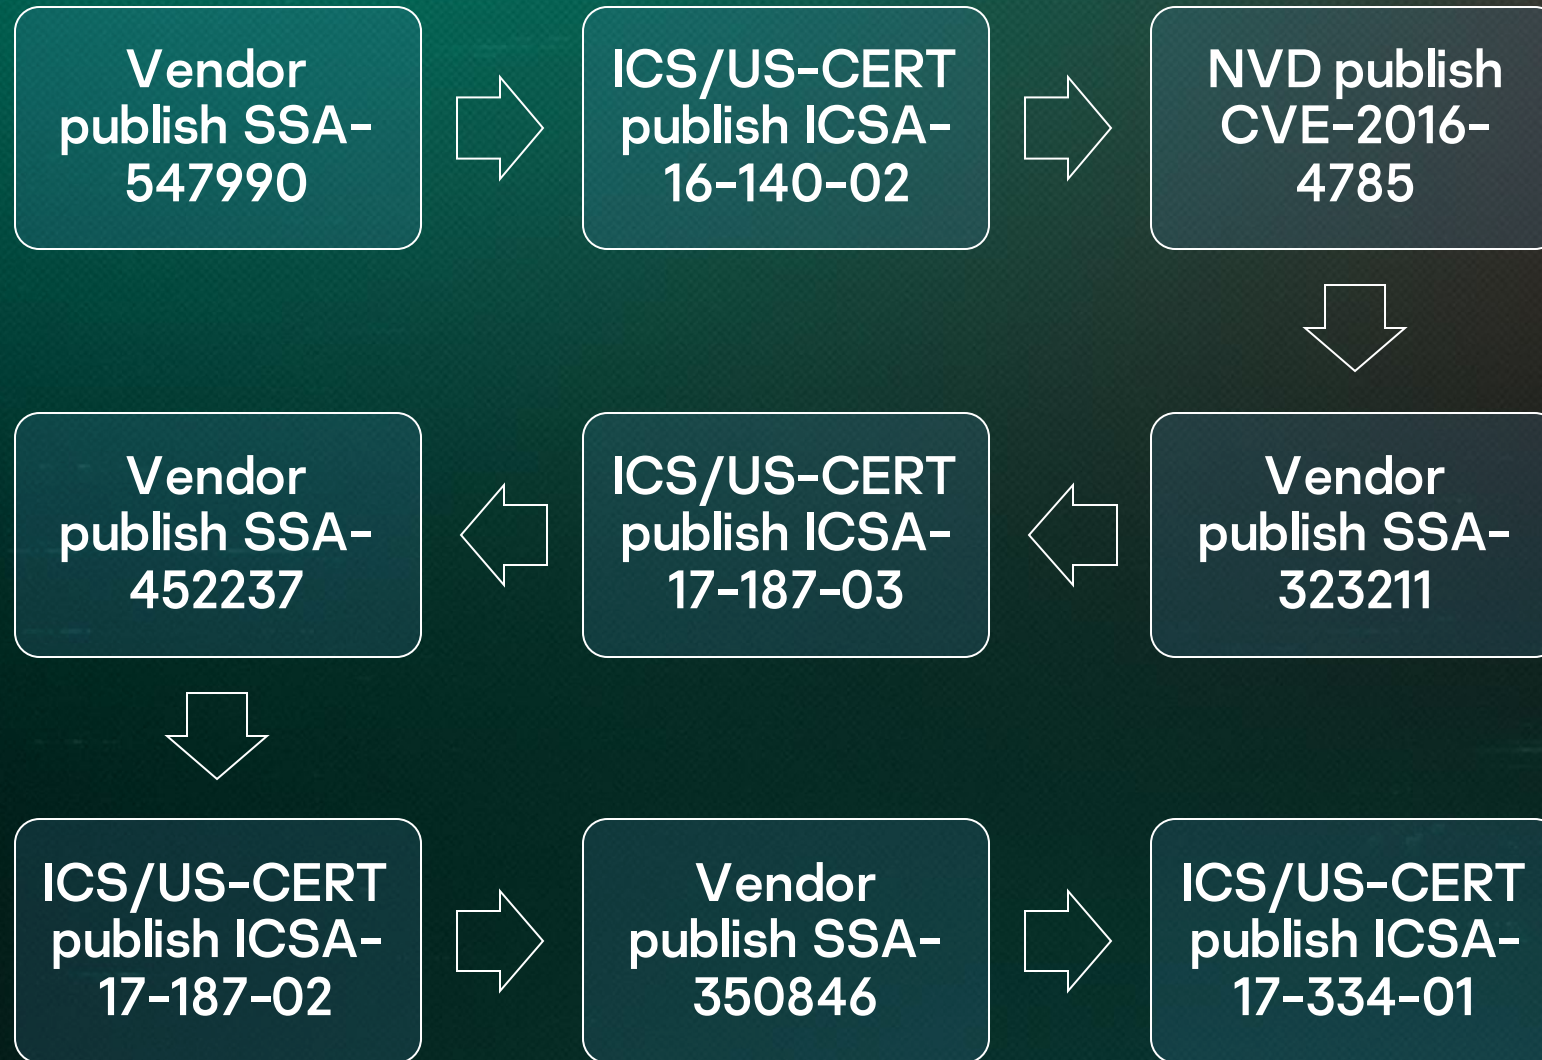 Vendor
publish SSA-
547990
ICS/US-CERT
publish ICSA-
16-140-02
NVD publish
CVE-2016-
4785
Vendor
publish SSA-
323211
ICS/US-CERT
publish ICSA-
17-187-03
Vendor
publish SSA-
452237
ICS/US-CERT
publish ICSA-
17-187-02
Vendor
publish SSA-
350846
ICS/US-CERT
publish ICSA-
17-334-01